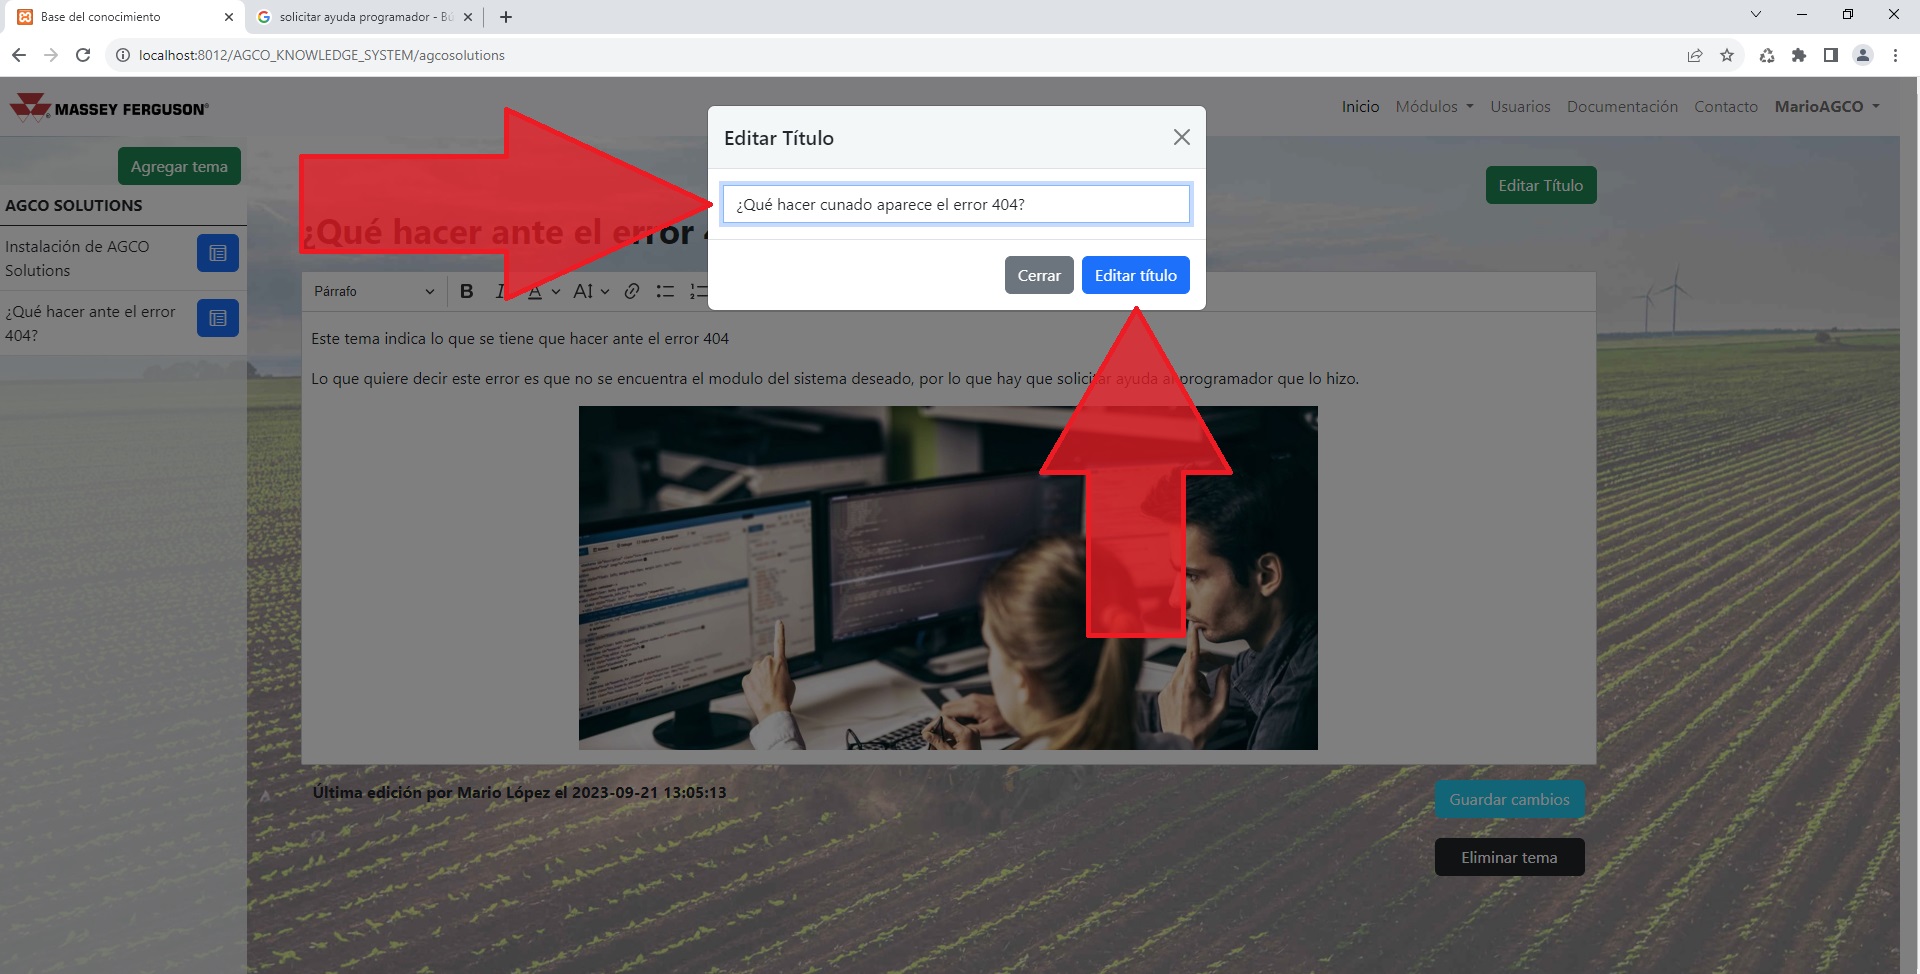 Base del conocimiento
solicitar ayuda programador - Bú
localhost:8012/AGCO_KNOWLEDGE_SYSTEM/agcosolutions
MASSEY FERGUSON
Inicio
Módulos
Usuarios
Documentación
Contacto
MarioAGCO
Agregar tema
AGCO SOLUTIONS
Instalación de AGCO
Solutions
¿Qué hacer ante el error
404?
Editar Título
¿Qué hacer cunado aparece el error 404?
Cerrar
Editar título
Editar Título
¿Qué hacer ante el error 4
Párrafo
B
I
A
AI
Este tema indica lo que se tiene que hacer ante el error 404
Lo que quiere decir este error es que no se encuentra el modulo del sistema deseado, por lo que hay que solicitar ayuda al programador que lo hizo.
Última edición por Mario López el 2023-09-21 13:05:13
Guardar cambios
Eliminar tema